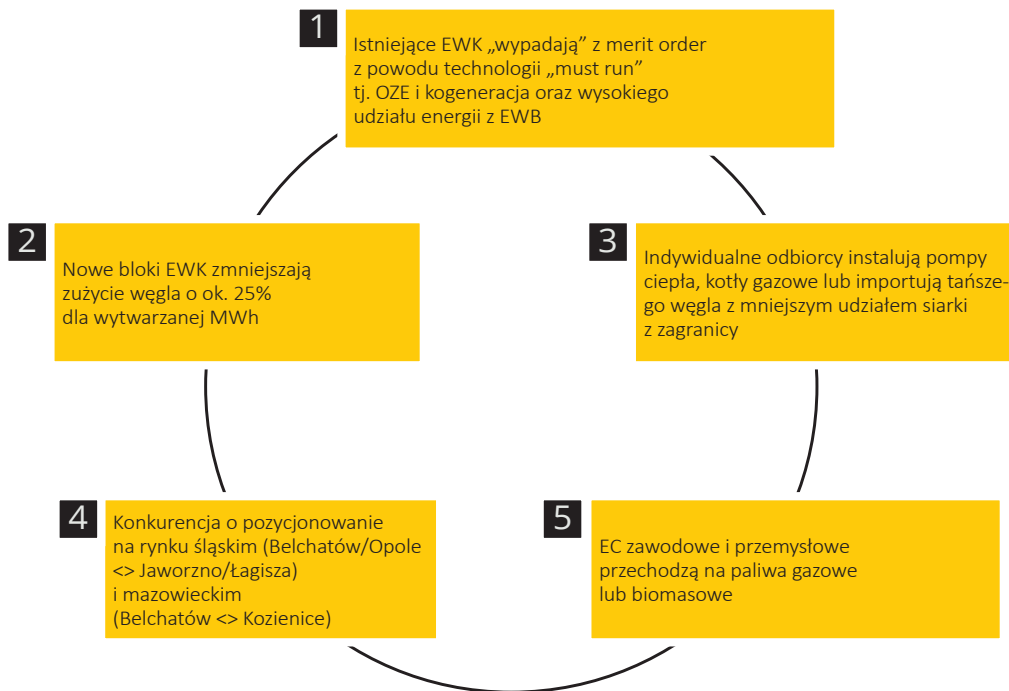 1
Istniejące EWK „wypadają” z merit order
z powodu technologii „must run”
tj. OZE i kogeneracja oraz wysokiego
udziału energii z EWB
2
Nowe bloki EWK zmniejszają
zużycie węgla o ok. 25%
dla wytwarzanej MWh
3
Indywidualne odbiorcy instalują pompy
ciepła, kotły gazowe lub importują tańsze-
go węgla z mniejszym udziałem siarki
z zagranicy
4
Konkurencja o pozycjonowanie
na rynku śląskim (Belchatów/Opole
<> Jaworzno/Łagisza)
i mazowieckim
(Belchatów <> Kozienice)
5
EC zawodowe i przemysłowe
przechodzą na paliwa gazowe
lub biomasowe